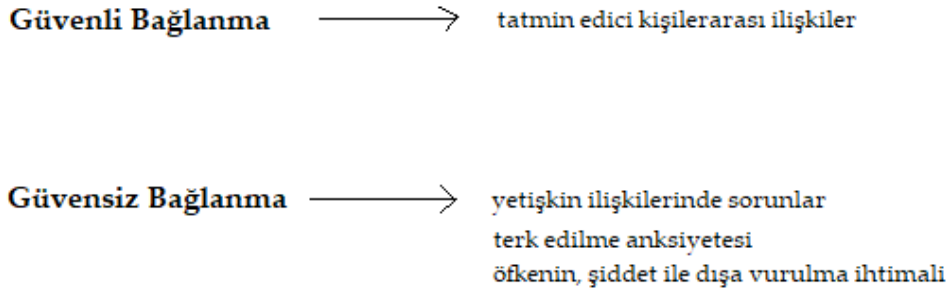 Güvenli Bağlanma tatmin edici kişilerarası ilişkiler
Güvensiz Bağlanma yetişkin ilişkilerinde sorunlar
terk edilme anksiyetesi
öfkenin, şiddet ile dışa vurulma ihtimali